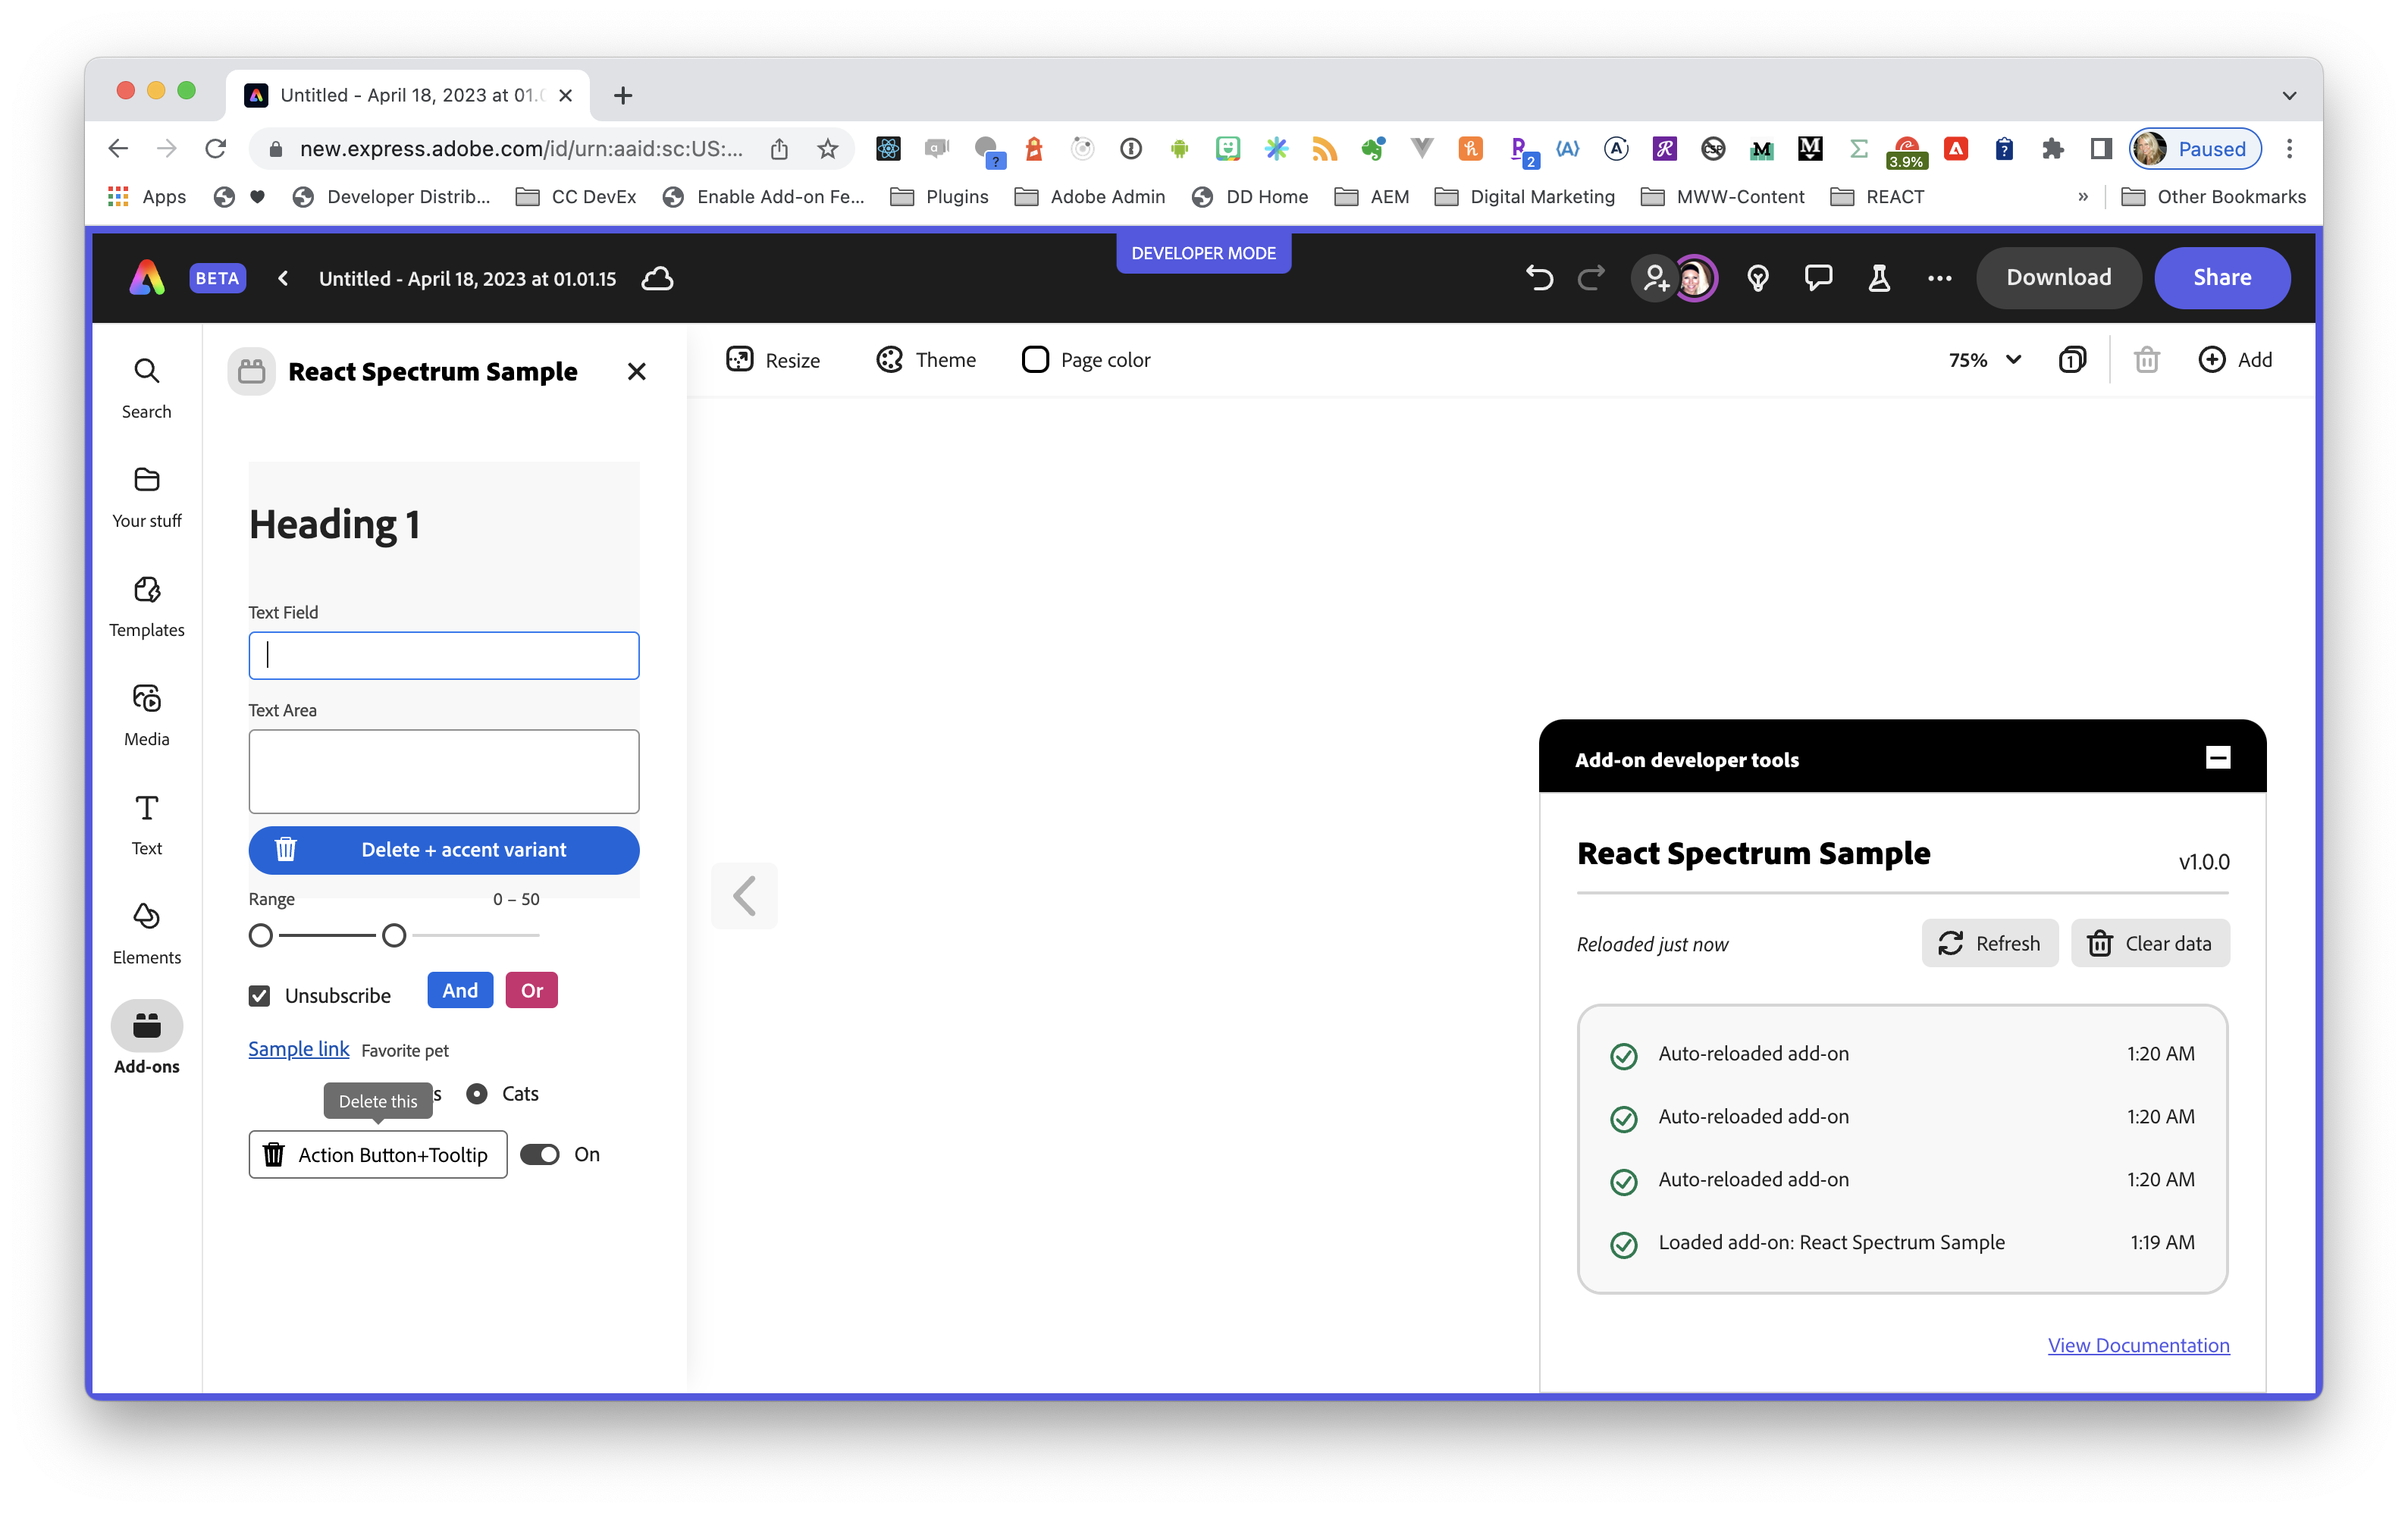 Untitled - April 18, 2023 at 01.0
new.express.adobe.com/id/urn:aaid:sc:US:...
? 2 CSP 3.9% ? Paused
Apps Developer Distrib... CC DevEx Enable Add-on Fe... Plugins Adobe Admin DD Home AEM Digital Marketing MWW-Content REACT » Other Bookmarks
DEVELOPER MODE
BETA Untitled - April 18, 2023 at 01.01.15 Download Share
React Spectrum Sample
Resize Theme Page color 75% 1 Add
Search
Your stuff
Templates
Media
Text
Elements
Add-ons
Heading 1
Text Field
Text Area
Delete + accent variant
Range 0 – 50
Unsubscribe And Or
Sample link Favorite pet
Delete this s Cats
Action Button+Tooltip On
Add-on developer tools
React Spectrum Sample v1.0.0
Reloaded just now Refresh Clear data
Auto-reloaded add-on 1:20 AM
Auto-reloaded add-on 1:20 AM
Auto-reloaded add-on 1:20 AM
Loaded add-on: React Spectrum Sample 1:19 AM
View Documentation